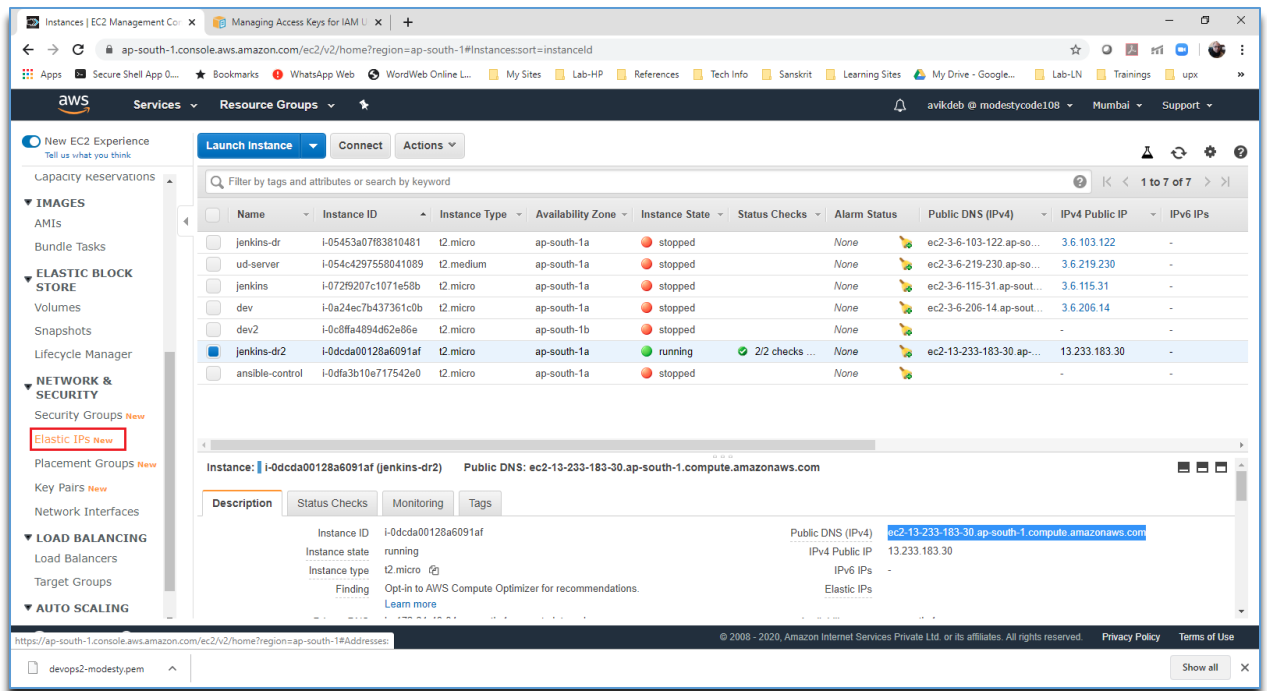 Instances | EC2 Management Cor
Managing Access Keys for IAM U
ap-south-1.console.aws.amazon.com/ec2/v2/home?region=ap-south-1#Instances:sort=instanceId
Apps Secure Shell App 0.... Bookmarks WhatsApp Web WordWeb Online L... My Sites Lab-HP References Tech Info Sanskrit Learning Sites My Drive - Google... Lab-LN Trainings upx »
aws Services Resource Groups avikdeb @ modestycode108 Mumbai Support
New EC2 Experience
Tell us what you think
Capacity Reservations
IMAGES
AMIs
Bundle Tasks
ELASTIC BLOCK
STORE
Volumes
Snapshots
Lifecycle Manager
NETWORK &
SECURITY
Security Groups New
Elastic IPs New
Placement Groups New
Key Pairs New
Network Interfaces
LOAD BALANCING
Load Balancers
Target Groups
AUTO SCALING
Launch Instance Connect Actions
Filter by tags and attributes or search by keyword 1 to 7 of 7
Name Instance ID Instance Type Availability Zone Instance State Status Checks Alarm Status Public DNS (IPv4) IPv4 Public IP IPv6 IPs
jenkins-dr i-05453a07f83810481 t2.micro ap-south-1a stopped None ec2-3-6-103-122.ap-so... 3.6.103.122 -
ud-server i-054c4297558041089 t2.medium ap-south-1a stopped None ec2-3-6-219-230.ap-so... 3.6.219.230 -
jenkins i-072f9207c1071e58b t2.micro ap-south-1a stopped None ec2-3-6-115-31.ap-sout... 3.6.115.31 -
dev i-0a24ec7b437361c0b t2.micro ap-south-1a stopped None ec2-3-6-206-14.ap-sout... 3.6.206.14 -
dev2 i-0c8ffa4894d62e86e t2.micro ap-south-1b stopped None - -
jenkins-dr2 i-0dcda00128a6091af t2.micro ap-south-1a running 2/2 checks ... None ec2-13-233-183-30.ap-... 13.233.183.30 -
ansible-control i-0dfa3b10e717542e0 t2.micro ap-south-1a stopped None - -
Instance: i-0dcda00128a6091af (jenkins-dr2) Public DNS: ec2-13-233-183-30.ap-south-1.compute.amazonaws.com
Description Status Checks Monitoring Tags
Instance ID i-0dcda00128a6091af Public DNS (IPv4) ec2-13-233-183-30.ap-south-1.compute.amazonaws.com
Instance state running IPv4 Public IP 13.233.183.30
Instance type t2.micro IPv6 IPs -
Finding Opt-in to AWS Compute Optimizer for recommendations. Elastic IPs
Learn more
https://ap-south-1.console.aws.amazon.com/ec2/v2/home?region=ap-south-1#Addresses:
© 2008 - 2020, Amazon Internet Services Private Ltd. or its affiliates. All rights reserved. Privacy Policy Terms of Use
devops2-modesty.pem Show all